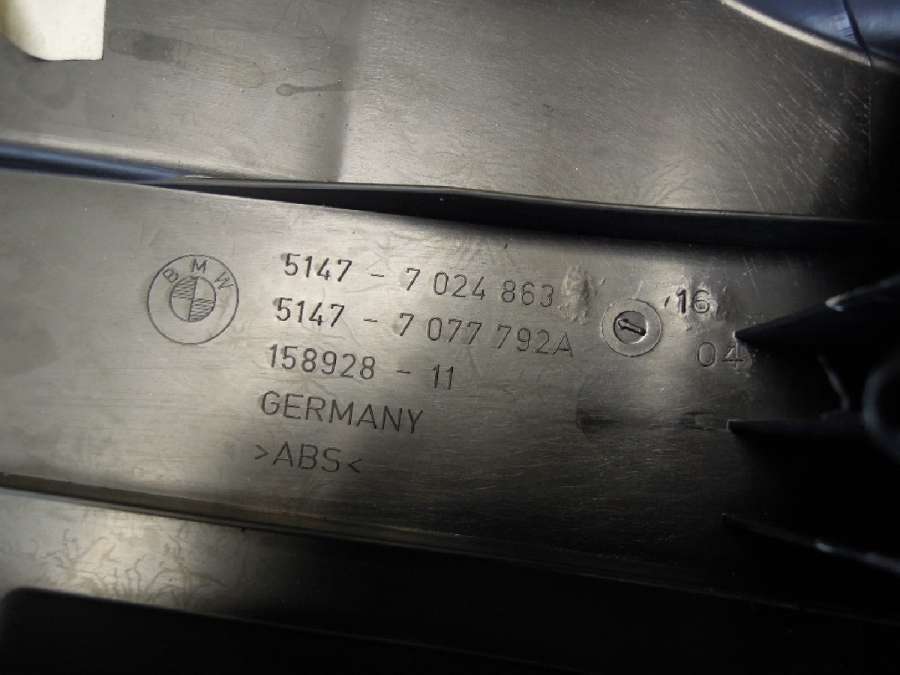 BMW
5147 - 7 024 863
5147 - 7 077 792A
158928 - 11
GERMANY
>ABS<
16
04